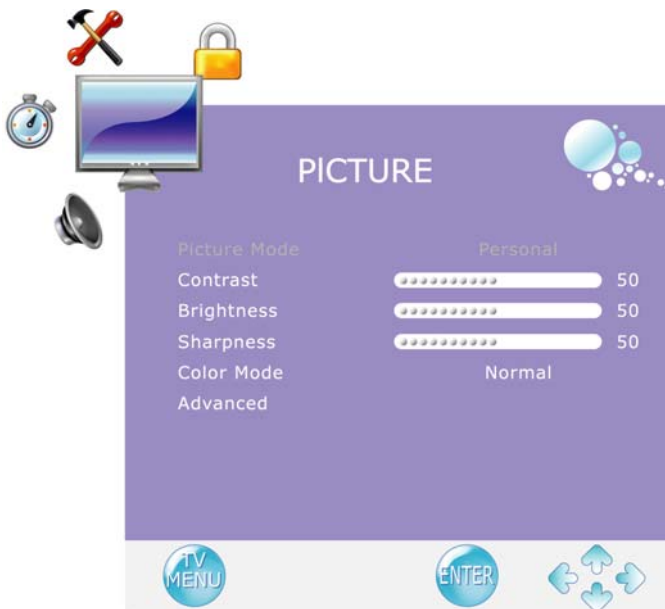 PICTURE
Picture Mode Personal
Contrast 50
Brightness 50
Sharpness 50
Color Mode Normal
Advanced
TV
MENU
ENTER